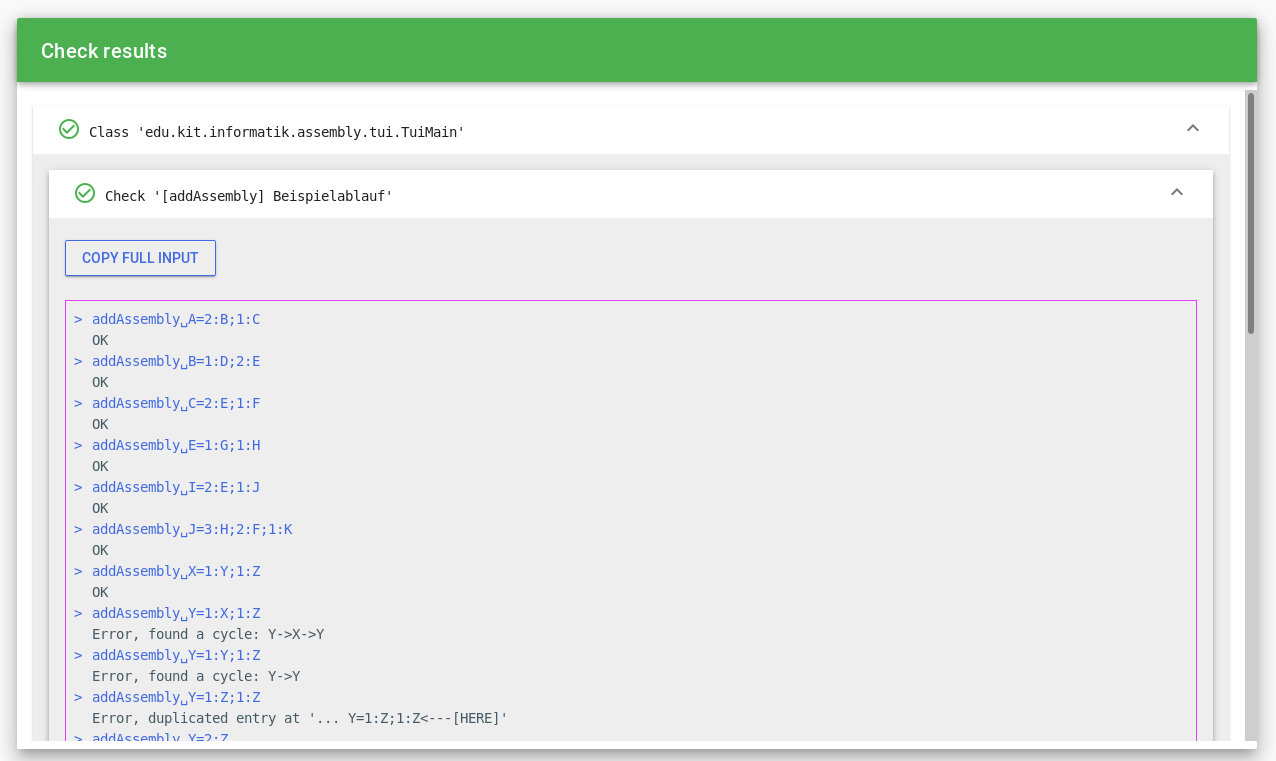 Check results
Class 'edu.kit.informatik.assembly.tui.TuiMain'
Check '[addAssembly] Beispielablauf'
COPY FULL INPUT
> addAssembly␣A=2:B;1:C
OK
> addAssembly␣B=1:D;2:E
OK
> addAssembly␣C=2:E;1:F
OK
> addAssembly␣E=1:G;1:H
OK
> addAssembly␣I=2:E;1:J
OK
> addAssembly␣J=3:H;2:F;1:K
OK
> addAssembly␣X=1:Y;1:Z
OK
> addAssembly␣Y=1:X;1:Z
Error, found a cycle: Y->X->Y
> addAssembly␣Y=1:Y;1:Z
Error, found a cycle: Y->Y
> addAssembly␣Y=1:Z;1:Z
Error, duplicated entry at '... Y=1:Z;1:Z<---[HERE]'
> addAssembly␣Y=2:Z